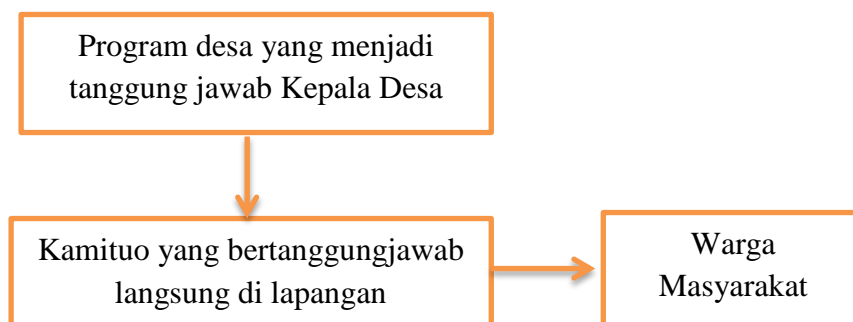 Program desa yang menjadi
tanggung jawab Kepala Desa
Kamituo yang bertanggungjawab
langsung di lapangan
Warga
Masyarakat